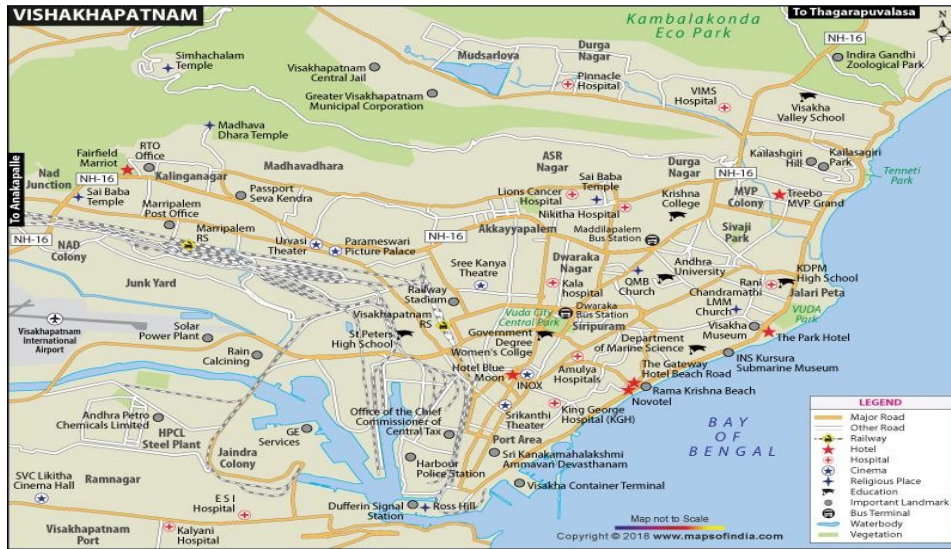 VISHAKHAPATNAM
To Thagarapuvalasa
N
Kambalakonda
Eco Park
NH-16
Indira Gandhi
Zoological Park
Simhachalam
Temple
Visakhapatnam
Central Jail
Mudsarlova
Durga
Nagar
Pinnacle
Hospital
Greater Visakhapatnam
Municipal Corporation
VIMS
Hospital
Visakha
Valley School
Madhava
Dhara Temple
To Anakapalle
Fairfield
Marriot
RTO
Office
Kalinganagar
Madhavadhara
ASR
Nagar
Durga
Nagar
NH-16
Kailashgiri
Hill
Kailasagiri
Park
Tenneti
Park
Nad
Junction
NH-16
Sai Baba
Temple
Passport
Seva Kendra
Lions Cancer
Hospital
Sai Baba
Temple
Krishna
College
MVP
Colony
Treebo
MVP Grand
Marripalem
Post Office
Nikitha Hospital
NH-16
NAD
Colony
Marripalem
RS
Urvasi
Theater
Parameswari
Picture Palace
NH-16
Akkayyapalem
Maddilapalem
Bus Station
Sivaji
Park
Junk Yard
Sree Kanya
Theatre
Dwaraka
Nagar
Andhra
University
KDPM
High School
Railway
Stadium
Kala
hospital
QMB
Church
Rani
Chandramathi
LMM
Church
Jalari Peta
Visakhapatnam
International
Airport
Visakhapatnam
RS
Vuda City
Central Park
Dwaraka
Bus Station
Siripuram
VUDA
Park
Solar
Power Plant
St Peters
High School
Government
Degree
Women's Collge
Department
of Marine Science
Visakha
Museum
The Park Hotel
Rain
Calcining
Hotel Blue
Moon
INOX
Amulya
Hospitals
The Gateway
Hotel Beach Road
INS Kursura
Submarine Museum
Rama Krishna Beach
Novotel
Andhra Petro
Chemicals Limited
HPCL
Steel Plant
GE
Services
Office of the Chief
Commissioner of
Central Tax
Srikanthi
Theater
King George
Hospital (KGH)
Port Area
BAY
OF
BENGAL
Jaindra
Colony
Harbour
Police Station
Sri Kanakamahalakshmi
Ammavan Devasthanam
SVC Likitha
Cinema Hall
Ramnagar
E S I
Hospital
Visakha Container Terminal
Dufferin Signal
Station
Ross Hill
Visakhapatnam
Port
Kalyani
Hospital
LEGEND
Major Road
Other Road
Railway
Hotel
Hospital
Cinema
Religious Place
Education
Important Landmark
Bus Terminal
Waterbody
Vegetation
Map not to Scale
Copyright © 2018 www.mapsofindia.com